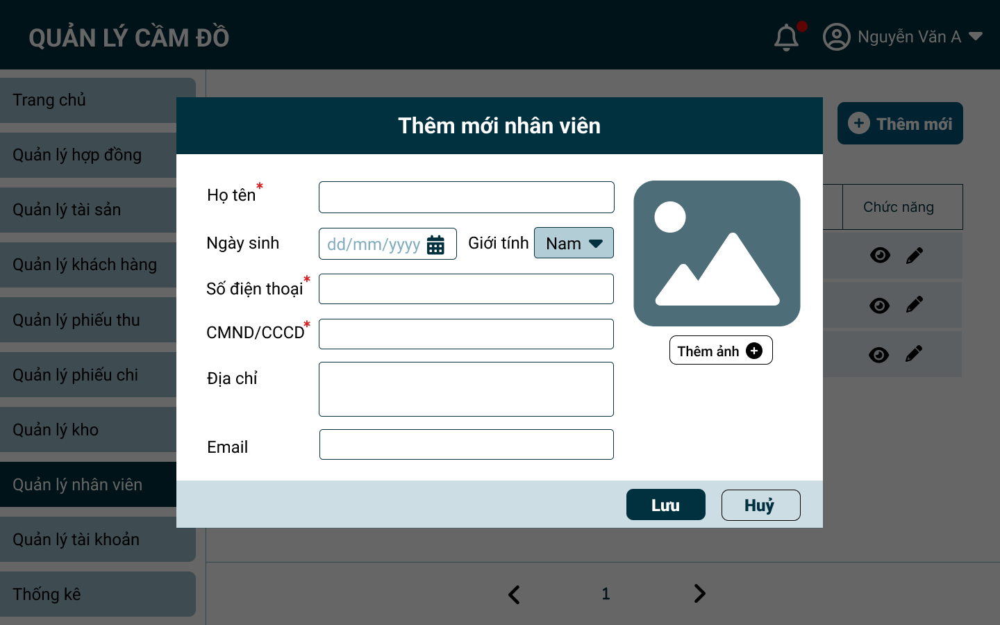 QUẢN LÝ CẦM ĐỒ
Nguyễn Văn A
Trang chủ
Quản lý hợp đồng
Quản lý tài sản
Quản lý khách hàng
Quản lý phiếu thu
Quản lý phiếu chi
Quản lý kho
Quản lý nhân viên
Quản lý tài khoản
Thống kê
Thêm mới
Chức năng
Thêm mới nhân viên
Họ tên*
Ngày sinh dd/mm/yyyy Giới tính Nam
Số điện thoại*
CMND/CCCD*
Địa chỉ
Email
Thêm ảnh
Lưu Huỷ
1